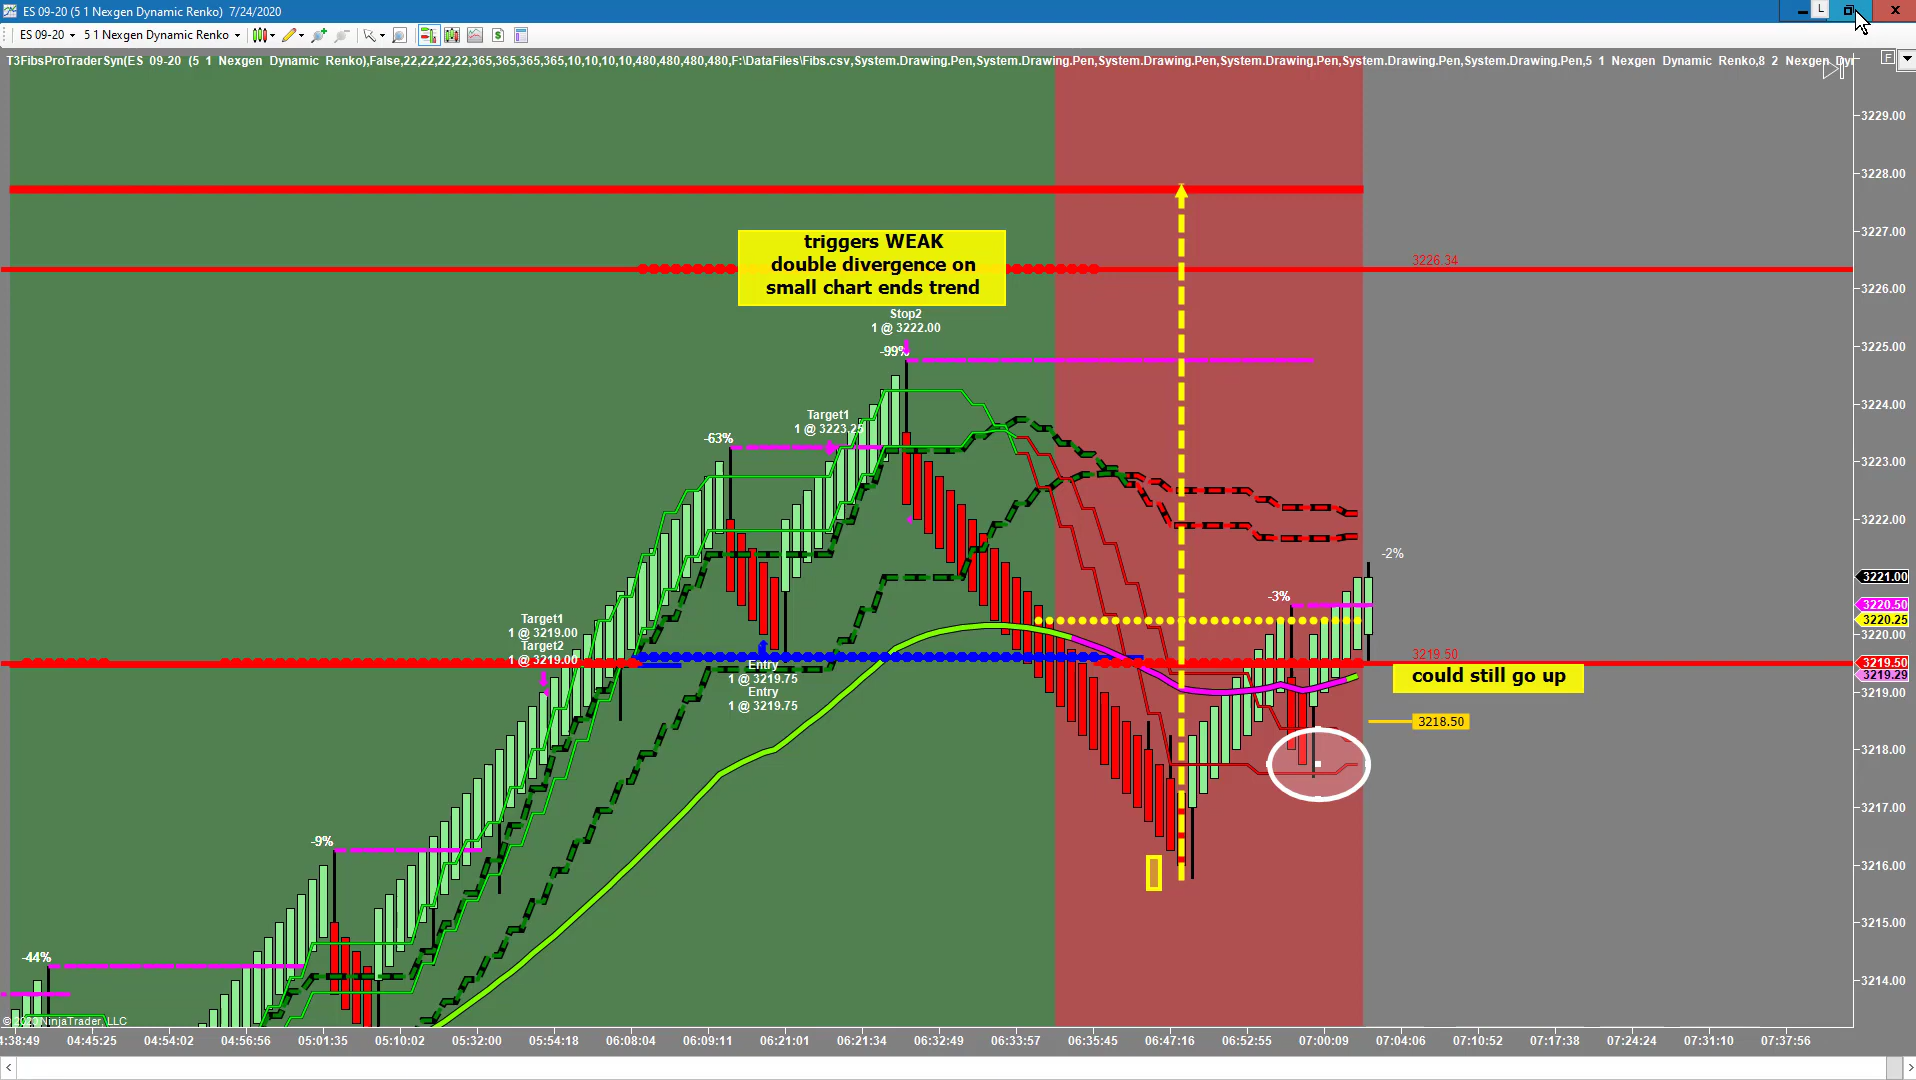 ES 09-20 (5 1 Nexgen Dynamic Renko) 7/24/2020
L
ES 09-20 5 1 Nexgen Dynamic Renko
T3FibsProTraderSyn(ES 09-20 (5 1 Nexgen Dynamic Renko),False,22,22,22,22,365,365,365,365,10,10,10,10,480,480,480,480,F:\DataFiles\Fibs.csv,System.Drawing.Pen,System.Drawing.Pen,System.Drawing.Pen,System.Drawing.Pen,System.Drawing.Pen,System.Drawing.Pen,5 1 Nexgen Dynamic Renko,8 2 Nexgen Dyn
F
3229.00
3228.00
3227.00
triggers WEAK
double divergence on
small chart ends trend
3226.34
3226.00
Stop2
1 @ 3222.00
-99%
3225.00
3224.00
Target1
1 @ 3223.25
-63%
3223.00
3222.00
-2%
3221.00
-3%
3220.50
3220.25
3220.00
Target1
1 @ 3219.00
Target2
1 @ 3219.00
3219.50
3219.50
Entry
1 @ 3219.75
Entry
1 @ 3219.75
could still go up
3219.29
3219.00
3218.50
3218.00
3217.00
-9%
3216.00
3215.00
-44%
3214.00
NinjaTrader, LLC
4:38:49 04:45:25 04:54:02 04:56:56 05:01:35 05:10:02 05:32:00 05:54:18 06:08:04 06:09:11 06:21:01 06:21:34 06:32:49 06:33:57 06:35:45 06:47:16 06:52:55 07:00:09 07:04:06 07:10:52 07:17:38 07:24:24 07:31:10 07:37:56